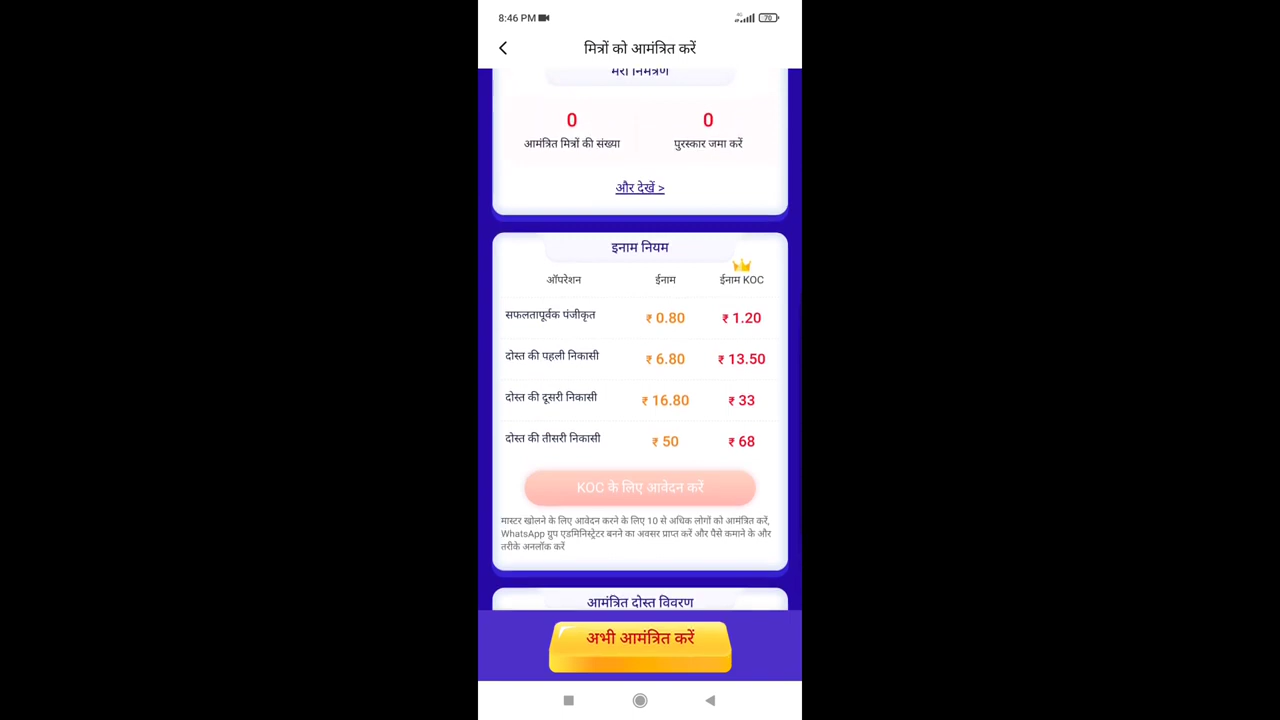 8:46 PM
4G
70
मित्रों को आमंत्रित करें
मेरा निमंत्रण
0
0
आमंत्रित मित्रों की संख्या
पुरस्कार जमा करें
और देखें >
इनाम नियम
ऑपरेशन ईनाम ईनाम KOC
सफलतापूर्वक पंजीकृत ₹ 0.80 ₹ 1.20
दोस्त की पहली निकासी ₹ 6.80 ₹ 13.50
दोस्त की दूसरी निकासी ₹ 16.80 ₹ 33
दोस्त की तीसरी निकासी ₹ 50 ₹ 68
KOC के लिए आवेदन करें
मास्टर खोलने के लिए आवेदन करने के लिए 10 से अधिक लोगों को आमंत्रित करें,
WhatsApp ग्रुप एडमिनिस्ट्रेटर बनने का अवसर प्राप्त करें और पैसे कमाने के और
तरीके अनलॉक करें
आमंत्रित दोस्त विवरण
अभी आमंत्रित करें